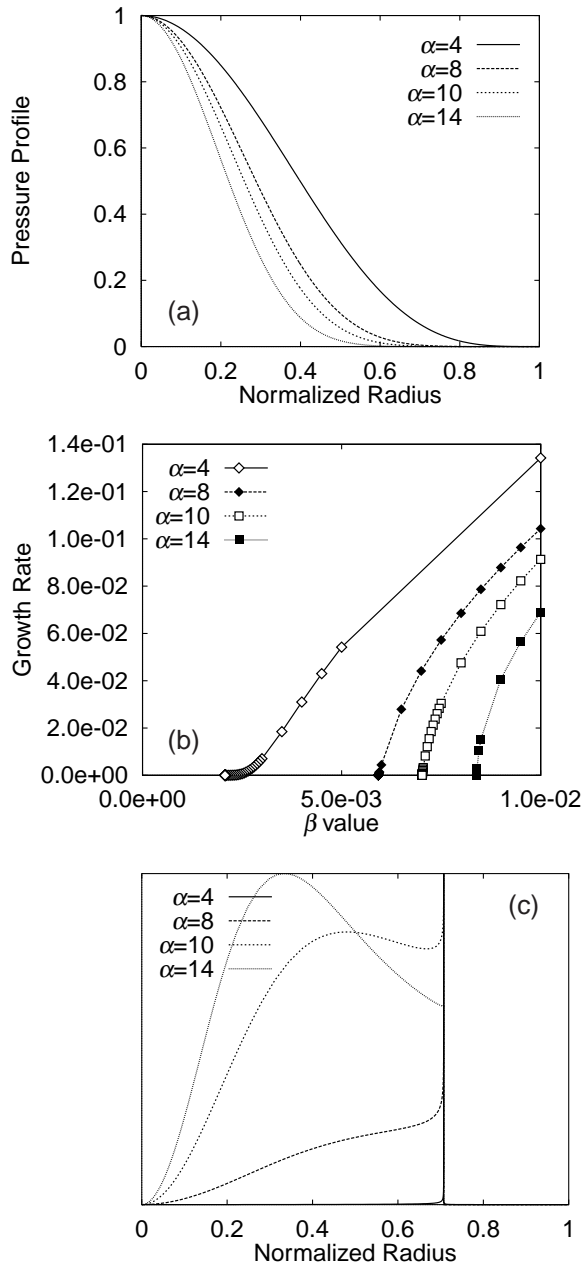 1
0.8
0.6
0.4
0.2
0
Pressure Profile
α=4
α=8
α=10
α=14
(a)
0 0.2 0.4 0.6 0.8 1
Normalized Radius
1.4e-01
1.2e-01
1.0e-01
8.0e-02
6.0e-02
4.0e-02
2.0e-02
0.0e+00
Growth Rate
α=4
α=8
α=10
α=14
(b)
0.0e+00 5.0e-03 1.0e-02
β value
α=4
α=8
α=10
α=14
(c)
0 0.2 0.4 0.6 0.8 1
Normalized Radius